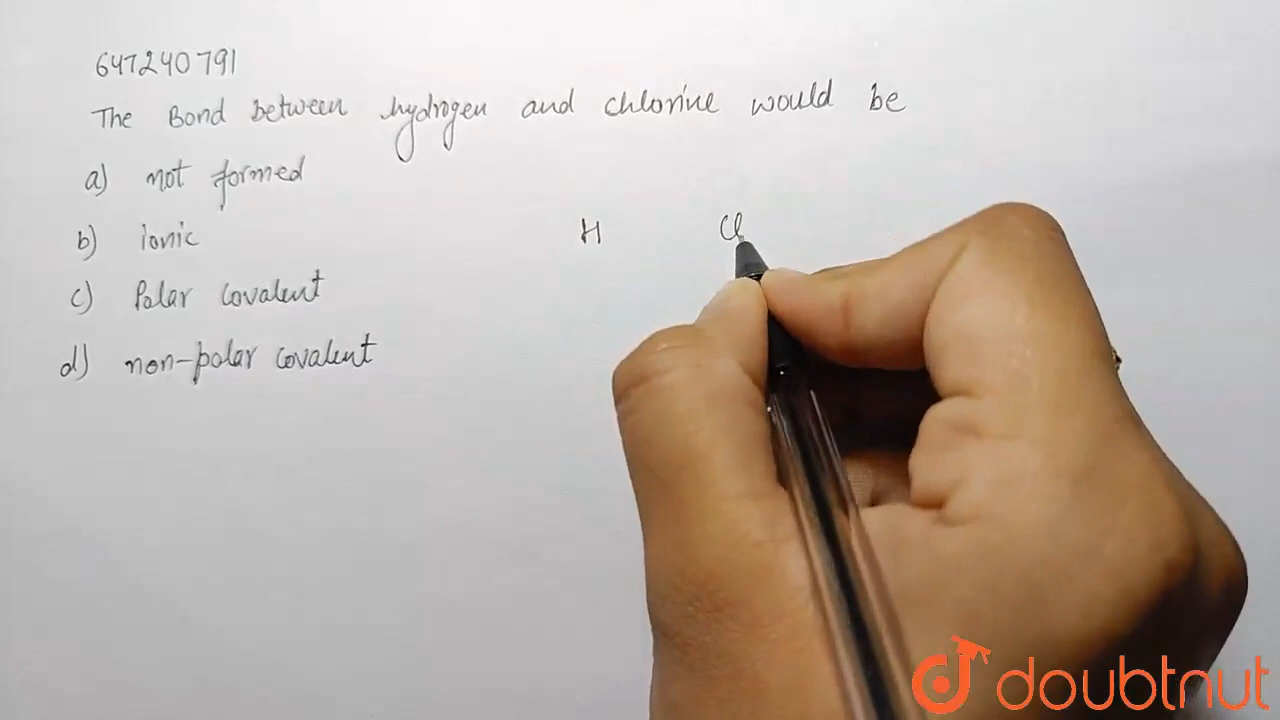 647240791
The Bond between hydrogen and chlorine would be
a) not formed
b) ionic
c) Polar covalent
d) non-polar covalent
H Cl
doubtnut